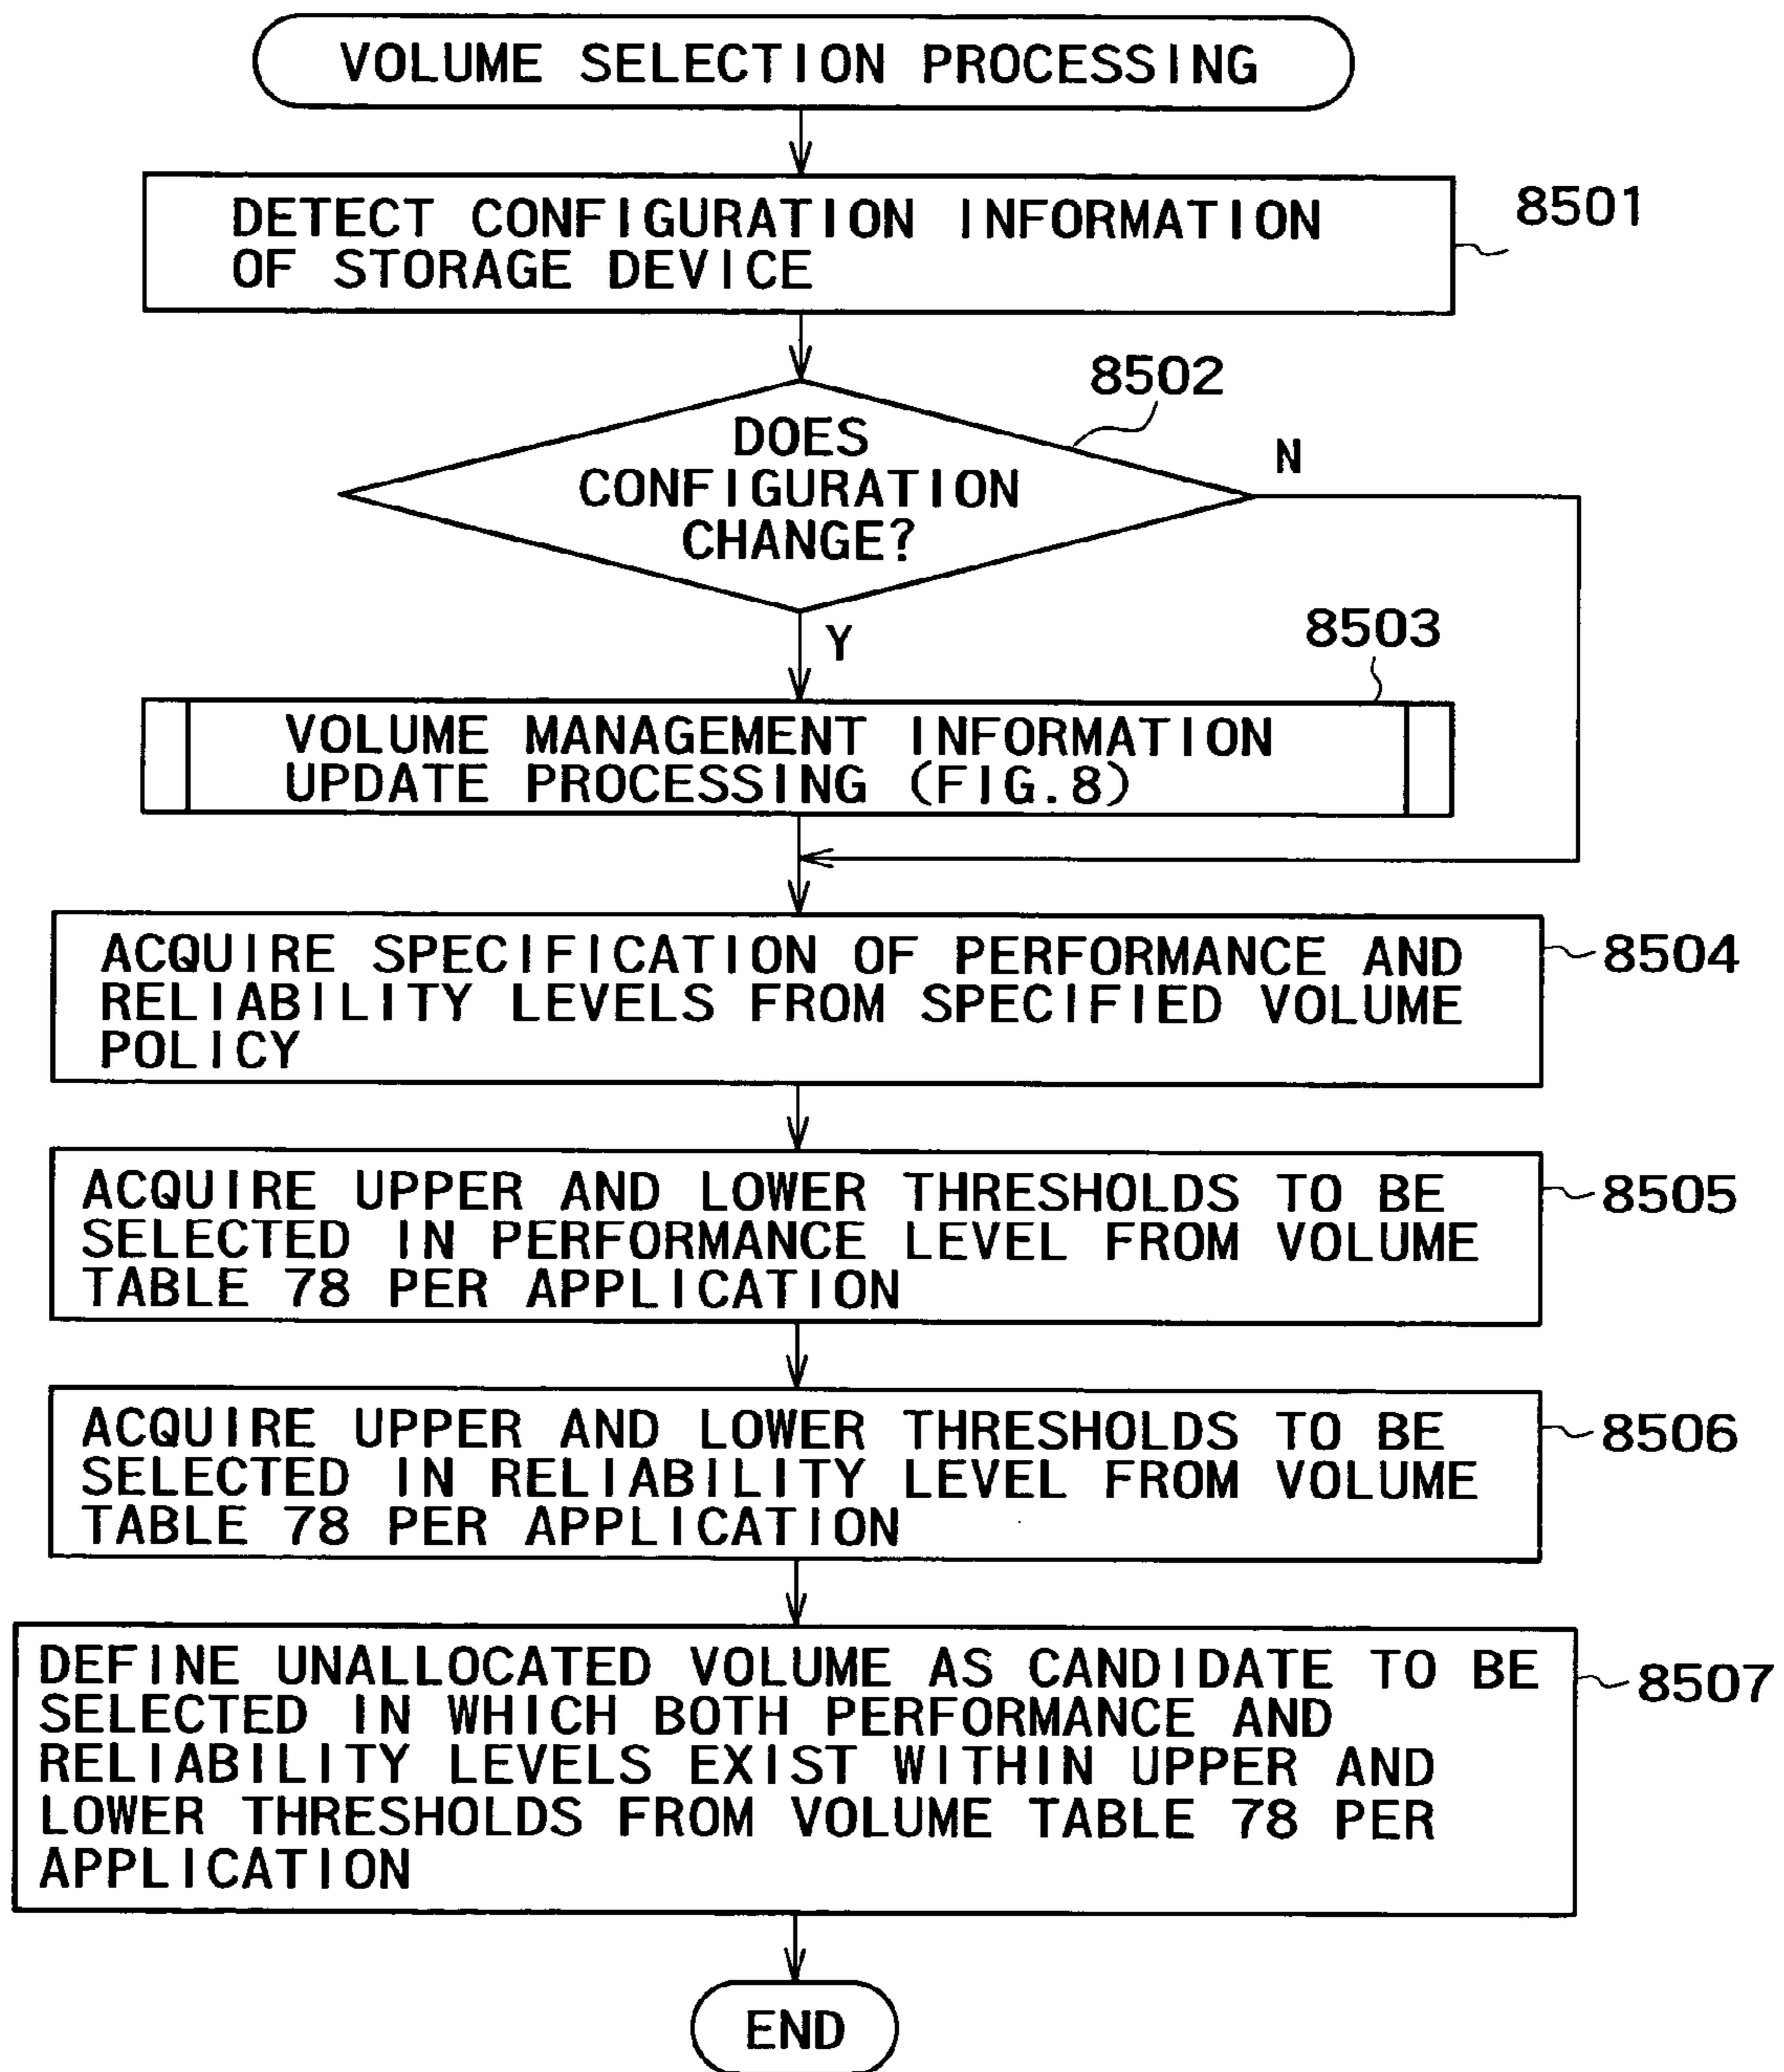 VOLUME SELECTION PROCESSING
DETECT CONFIGURATION INFORMATION
OF STORAGE DEVICE
8501
8502
DOES
CONFIGURATION
CHANGE?
N
Y
8503
VOLUME MANAGEMENT INFORMATION
UPDATE PROCESSING (FIG.8)
ACQUIRE SPECIFICATION OF PERFORMANCE AND
RELIABILITY LEVELS FROM SPECIFIED VOLUME
POLICY
8504
ACQUIRE UPPER AND LOWER THRESHOLDS TO BE
SELECTED IN PERFORMANCE LEVEL FROM VOLUME
TABLE 78 PER APPLICATION
8505
ACQUIRE UPPER AND LOWER THRESHOLDS TO BE
SELECTED IN RELIABILITY LEVEL FROM VOLUME
TABLE 78 PER APPLICATION
8506
DEFINE UNALLOCATED VOLUME AS CANDIDATE TO BE
SELECTED IN WHICH BOTH PERFORMANCE AND
RELIABILITY LEVELS EXIST WITHIN UPPER AND
LOWER THRESHOLDS FROM VOLUME TABLE 78 PER
APPLICATION
8507
END